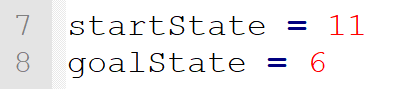 7 startState = 11
8 goalState = 6